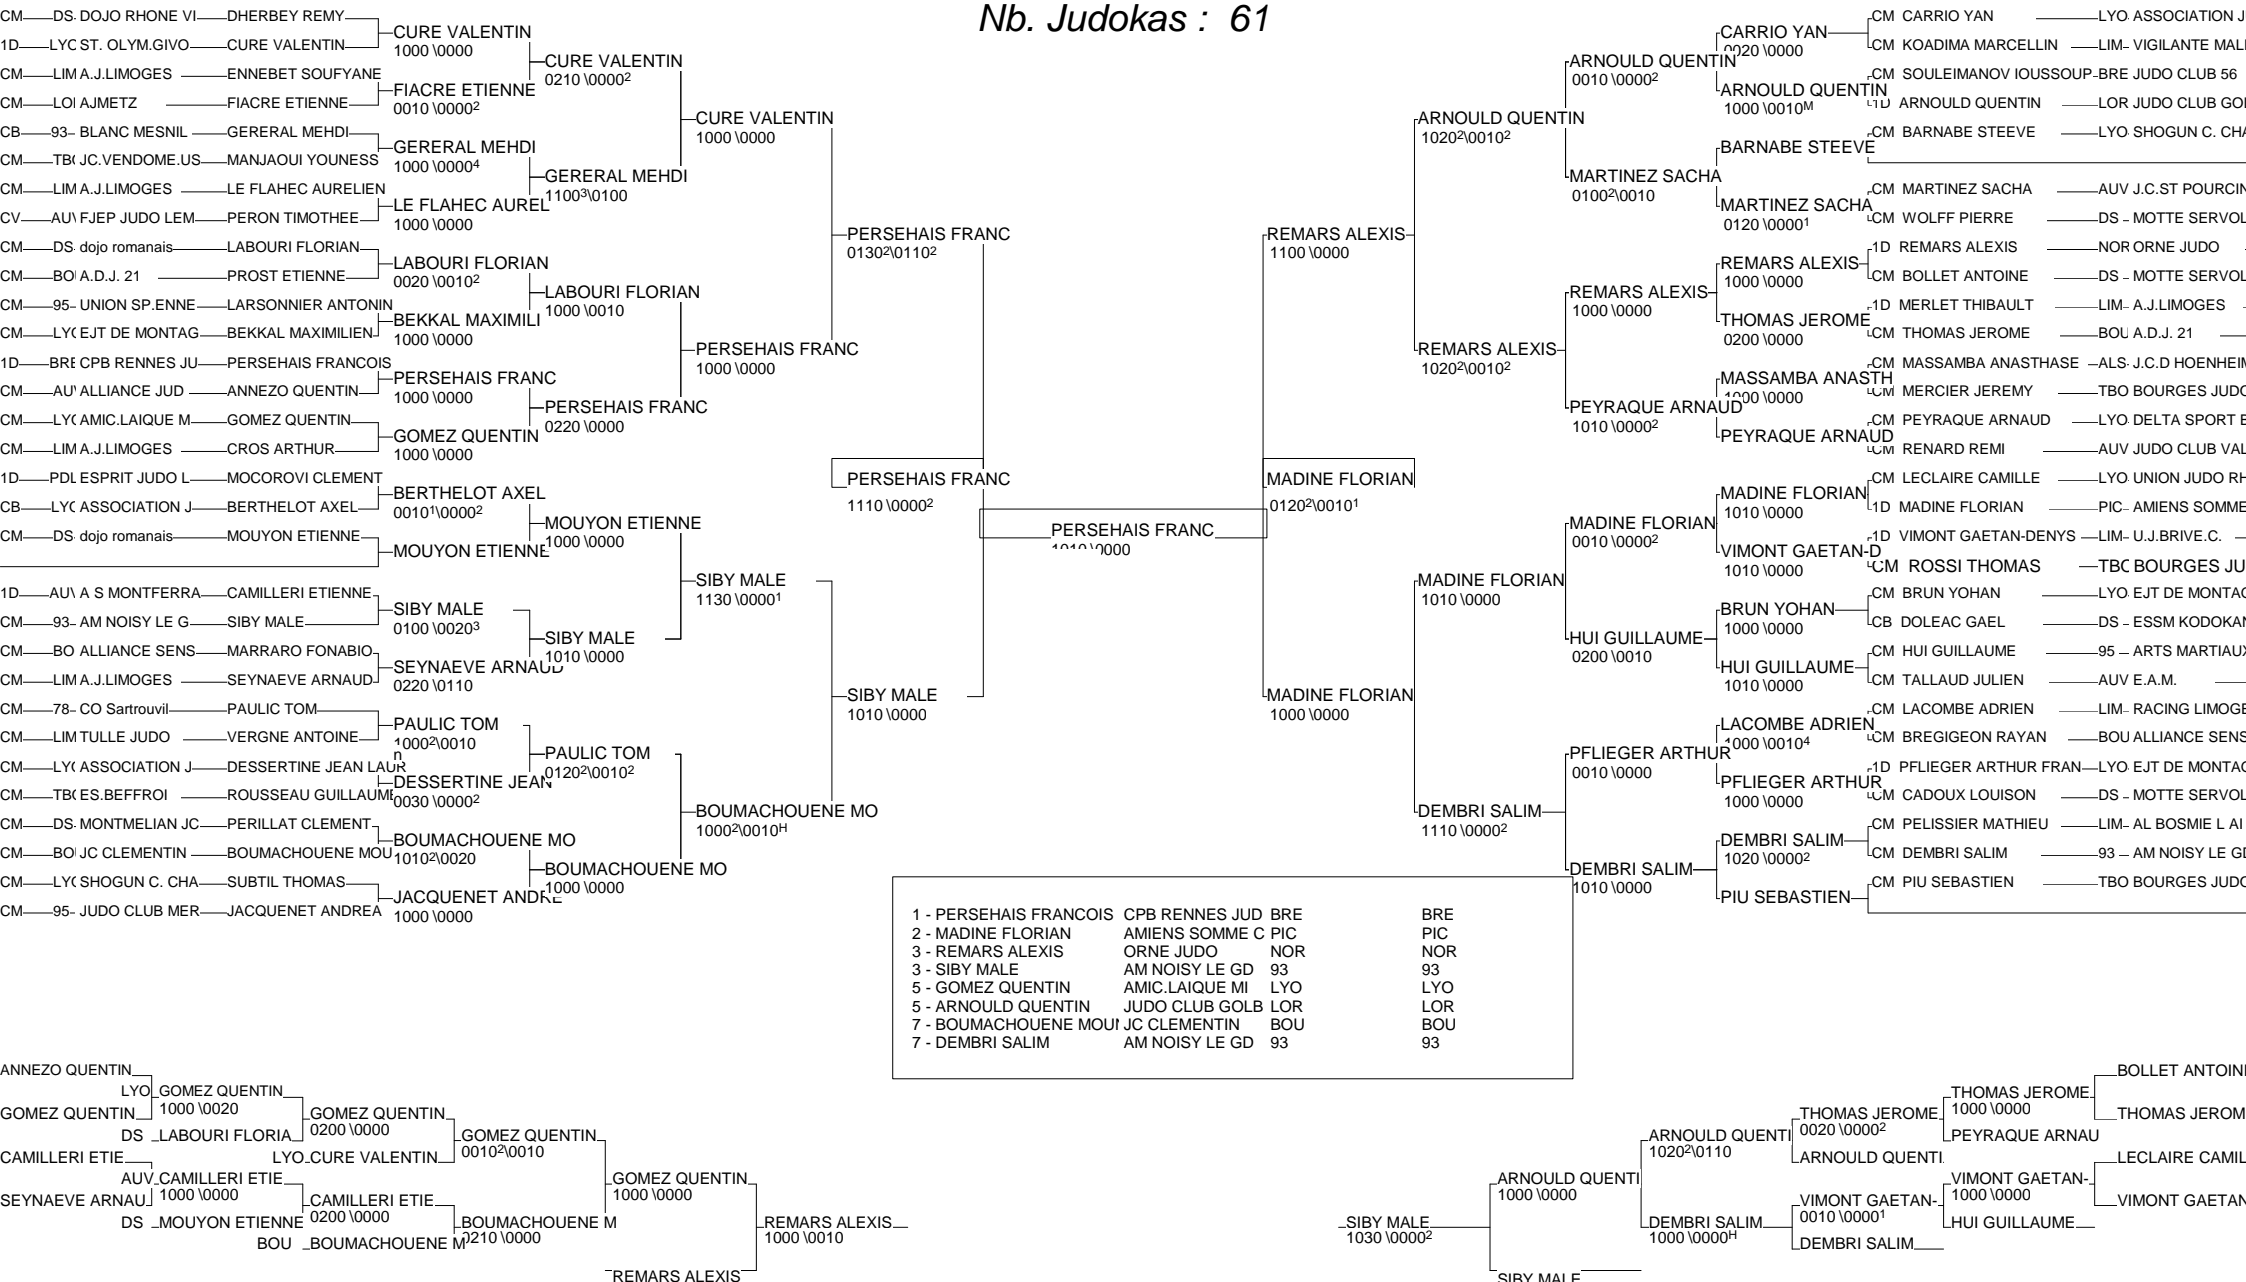 Nb. Judokas : 61
CM DS DOJO RHONE VI DHERBEY REMY
1D LYC ST. OLYM.GIVO CURE VALENTIN
CM LIM A.J.LIMOGES ENNEBET SOUFYANE
CM LOI AJMETZ FIACRE ETIENNE
CB 93 BLANC MESNIL GERERAL MEHDI
CM TB( JC.VENDOME.US MANJAOUI YOUNESS
CM LIM A.J.LIMOGES LE FLAHEC AURELIEN
CV AU\ FJEP JUDO LEM PERON TIMOTHEE
CM DS dojo romanais LABOURI FLORIAN
CM BOI A.D.J. 21 PROST ETIENNE
CM 95- UNION SP.ENNE LARSONNIER ANTONIN
CM LY( EJT DE MONTAG BEKKAL MAXIMILIEN
1D BRE CPB RENNES JU PERSEHAIS FRANCOIS
CM AU\ ALLIANCE JUD ANNEZO QUENTIN
CM LY( AMIC.LAIQUE M GOMEZ QUENTIN
CM LIM A.J.LIMOGES CROS ARTHUR
1D PDL ESPRIT JUDO L MOCOROVI CLEMENT
CB LY( ASSOCIATION J BERTHELOT AXEL
CM DS dojo romanais MOUYON ETIENNE
1D AU\ A S MONTFERRA CAMILLERI ETIENNE
CM 93- AM NOISY LE G SIBY MALE
CM BO ALLIANCE SENS MARRARO FONABIO
CM LIM A.J.LIMOGES SEYNAEVE ARNAUD
CM 78- CO Sartrouvil PAULIC TOM
CM LIM TULLE JUDO VERGNE ANTOINE
CM LY( ASSOCIATION J DESSERTINE JEAN LAUR
CM TB( ES.BEFFROI ROUSSEAU GUILLAUME
CM DS MONTMELIAN JC PERILLAT CLEMENT
CM BO JC CLEMENTIN BOUMACHOUENE MOU
CM LY( SHOGUN C. CHA SUBTIL THOMAS
CM 95- JUDO CLUB MER JACQUENET ANDREA
CURE VALENTIN
1000 \0000
FIACRE ETIENNE
0010 \0000²
GERERAL MEHDI
1000 \0000⁴
LE FLAHEC AUREL
1000 \0000
LABOURI FLORIAN
0020 \0010²
BEKKAL MAXIMILI
1000 \0000
PERSEHAIS FRANC
1000 \0000
GOMEZ QUENTIN
1000 \0000
BERTHELOT AXEL
0010¹\0000²
MOUYON ETIENNE
SIBY MALE
0100 \0020³
SEYNAEVE ARNAUD
0220 \0110
PAULIC TOM
1000²\0010
n
DESSERTINE JEAN
0030 \0000²
BOUMACHOUENE MO
1010²\0020
JACQUENET ANDRE
1000 \0000
CURE VALENTIN
0210 \0000²
GERERAL MEHDI
1100³\0100
LABOURI FLORIAN
1000 \0010
PERSEHAIS FRANC
0220 \0000
MOUYON ETIENNE
1000 \0000
SIBY MALE
1010 \0000
PAULIC TOM
0120²\0010²
BOUMACHOUENE MO
1000 \0000
CURE VALENTIN
1000 \0000
PERSEHAIS FRANC
1000 \0000
SIBY MALE
1130 \0000¹
BOUMACHOUENE MO
1000²\0010ᴴ
PERSEHAIS FRANC
0130²\0110²
SIBY MALE
1010 \0000
PERSEHAIS FRANC
1110 \0000²
PERSEHAIS FRANC
1010 \0000
MADINE FLORIAN
0120²\0010¹
REMARS ALEXIS
1100 \0000
MADINE FLORIAN
1000 \0000
ARNOULD QUENTIN
1020²\0010²
REMARS ALEXIS
1020²\0010²
MADINE FLORIAN
1010 \0000
DEMBRI SALIM
1110 \0000²
ARNOULD QUENTIN
0010 \0000²
MARTINEZ SACHA
0100²\0010
REMARS ALEXIS
1000 \0000
PEYRAQUE ARNAUD
1010 \0000²
MADINE FLORIAN
0010 \0000²
HUI GUILLAUME
0200 \0010
PFLIEGER ARTHUR
0010 \0000
DEMBRI SALIM
1010 \0000
CARRIO YAN
0020 \0000
ARNOULD QUENTIN
1000 \0010ᴹ
BARNABE STEEVE
MARTINEZ SACHA
0120 \0000¹
REMARS ALEXIS
1000 \0000
THOMAS JEROME
0200 \0000
MASSAMBA ANASTH
1000 \0000
PEYRAQUE ARNAUD
MADINE FLORIAN
1010 \0000
VIMONT GAETAN-D
1010 \0000
BRUN YOHAN
1000 \0000
HUI GUILLAUME
1010 \0000
LACOMBE ADRIEN
1000 \0010⁴
PFLIEGER ARTHUR
1000 \0000
DEMBRI SALIM
1020 \0000²
PIU SEBASTIEN
CM CARRIO YAN LYO ASSOCIATION J
CM KOADIMA MARCELLIN LIM- VIGILANTE MAL
CM SOULEIMANOV IOUSSOUP BRE JUDO CLUB 56
1D ARNOULD QUENTIN LOR JUDO CLUB GO
CM BARNABE STEEVE LYO SHOGUN C. CHA
CM MARTINEZ SACHA AUV J.C.ST POURCIN
CM WOLFF PIERRE DS - MOTTE SERVOL
1D REMARS ALEXIS NOR ORNE JUDO
CM BOLLET ANTOINE DS - MOTTE SERVOL
1D MERLET THIBAULT LIM- A.J.LIMOGES
CM THOMAS JEROME BOU A.D.J. 21
CM MASSAMBA ANASTHASE ALS J.C.D HOENHEIM
CM MERCIER JEREMY TBO BOURGES JUDO
CM PEYRAQUE ARNAUD LYO DELTA SPORT E
CM RENARD REMI AUV JUDO CLUB VAL
CM LECLAIRE CAMILLE LYO UNION JUDO RH
1D MADINE FLORIAN PIC- AMIENS SOMME
1D VIMONT GAETAN-DENYS LIM- U.J.BRIVE.C.
CM ROSSI THOMAS TBC BOURGES JU
CM BRUN YOHAN LYO EJT DE MONTAG
CB DOLEAC GAEL DS - ESSM KODOKAN
CM HUI GUILLAUME 95 - ARTS MARTIAUX
CM TALLAUD JULIEN AUV E.A.M.
CM LACOMBE ADRIEN LIM- RACING LIMOGE
CM BREGIGEON RAYAN BOU ALLIANCE SENS
1D PFLIEGER ARTHUR FRAN LYO EJT DE MONTAG
CM CADOUX LOUISON DS - MOTTE SERVOL
CM PELISSIER MATHIEU LIM- AL BOSMIE L AI
CM DEMBRI SALIM 93 - AM NOISY LE GD
CM PIU SEBASTIEN TBO BOURGES JUDO
1 - PERSEHAIS FRANCOIS CPB RENNES JUD BRE BRE
2 - MADINE FLORIAN AMIENS SOMME C PIC PIC
3 - REMARS ALEXIS ORNE JUDO NOR NOR
3 - SIBY MALE AM NOISY LE GD 93 93
5 - GOMEZ QUENTIN AMIC.LAIQUE MI LYO LYO
5 - ARNOULD QUENTIN JUDO CLUB GOLB LOR LOR
7 - BOUMACHOUENE MOUI JC CLEMENTIN BOU BOU
7 - DEMBRI SALIM AM NOISY LE GD 93 93
ANNEZO QUENTIN
GOMEZ QUENTIN
CAMILLERI ETIE
SEYNAEVE ARNAU
LYO GOMEZ QUENTIN
1000 \0020
DS LABOURI FLORIA
AUV CAMILLERI ETIE
1000 \0000
DS MOUYON ETIENNE
GOMEZ QUENTIN
0200 \0000
LYO CURE VALENTIN
CAMILLERI ETIE
0200 \0000
BOU BOUMACHOUENE M
GOMEZ QUENTIN
0010²\0010
BOUMACHOUENE M
0210 \0000
GOMEZ QUENTIN
1000 \0000
REMARS ALEXIS
REMARS ALEXIS
1000 \0010
SIBY MALE
1030 \0000²
ARNOULD QUENTI
1000 \0000
SIBY MALE
ARNOULD QUENTI
1020²\0110
DEMBRI SALIM
1000 \0000ᴴ
THOMAS JEROME
0020 \0000²
ARNOULD QUENTI
VIMONT GAETAN-
0010 \0000¹
DEMBRI SALIM
THOMAS JEROME
1000 \0000
PEYRAQUE ARNAU
VIMONT GAETAN-
1000 \0000
HUI GUILLAUME
BOLLET ANTOINE
THOMAS JEROM
LECLAIRE CAMIL
VIMONT GAETAN